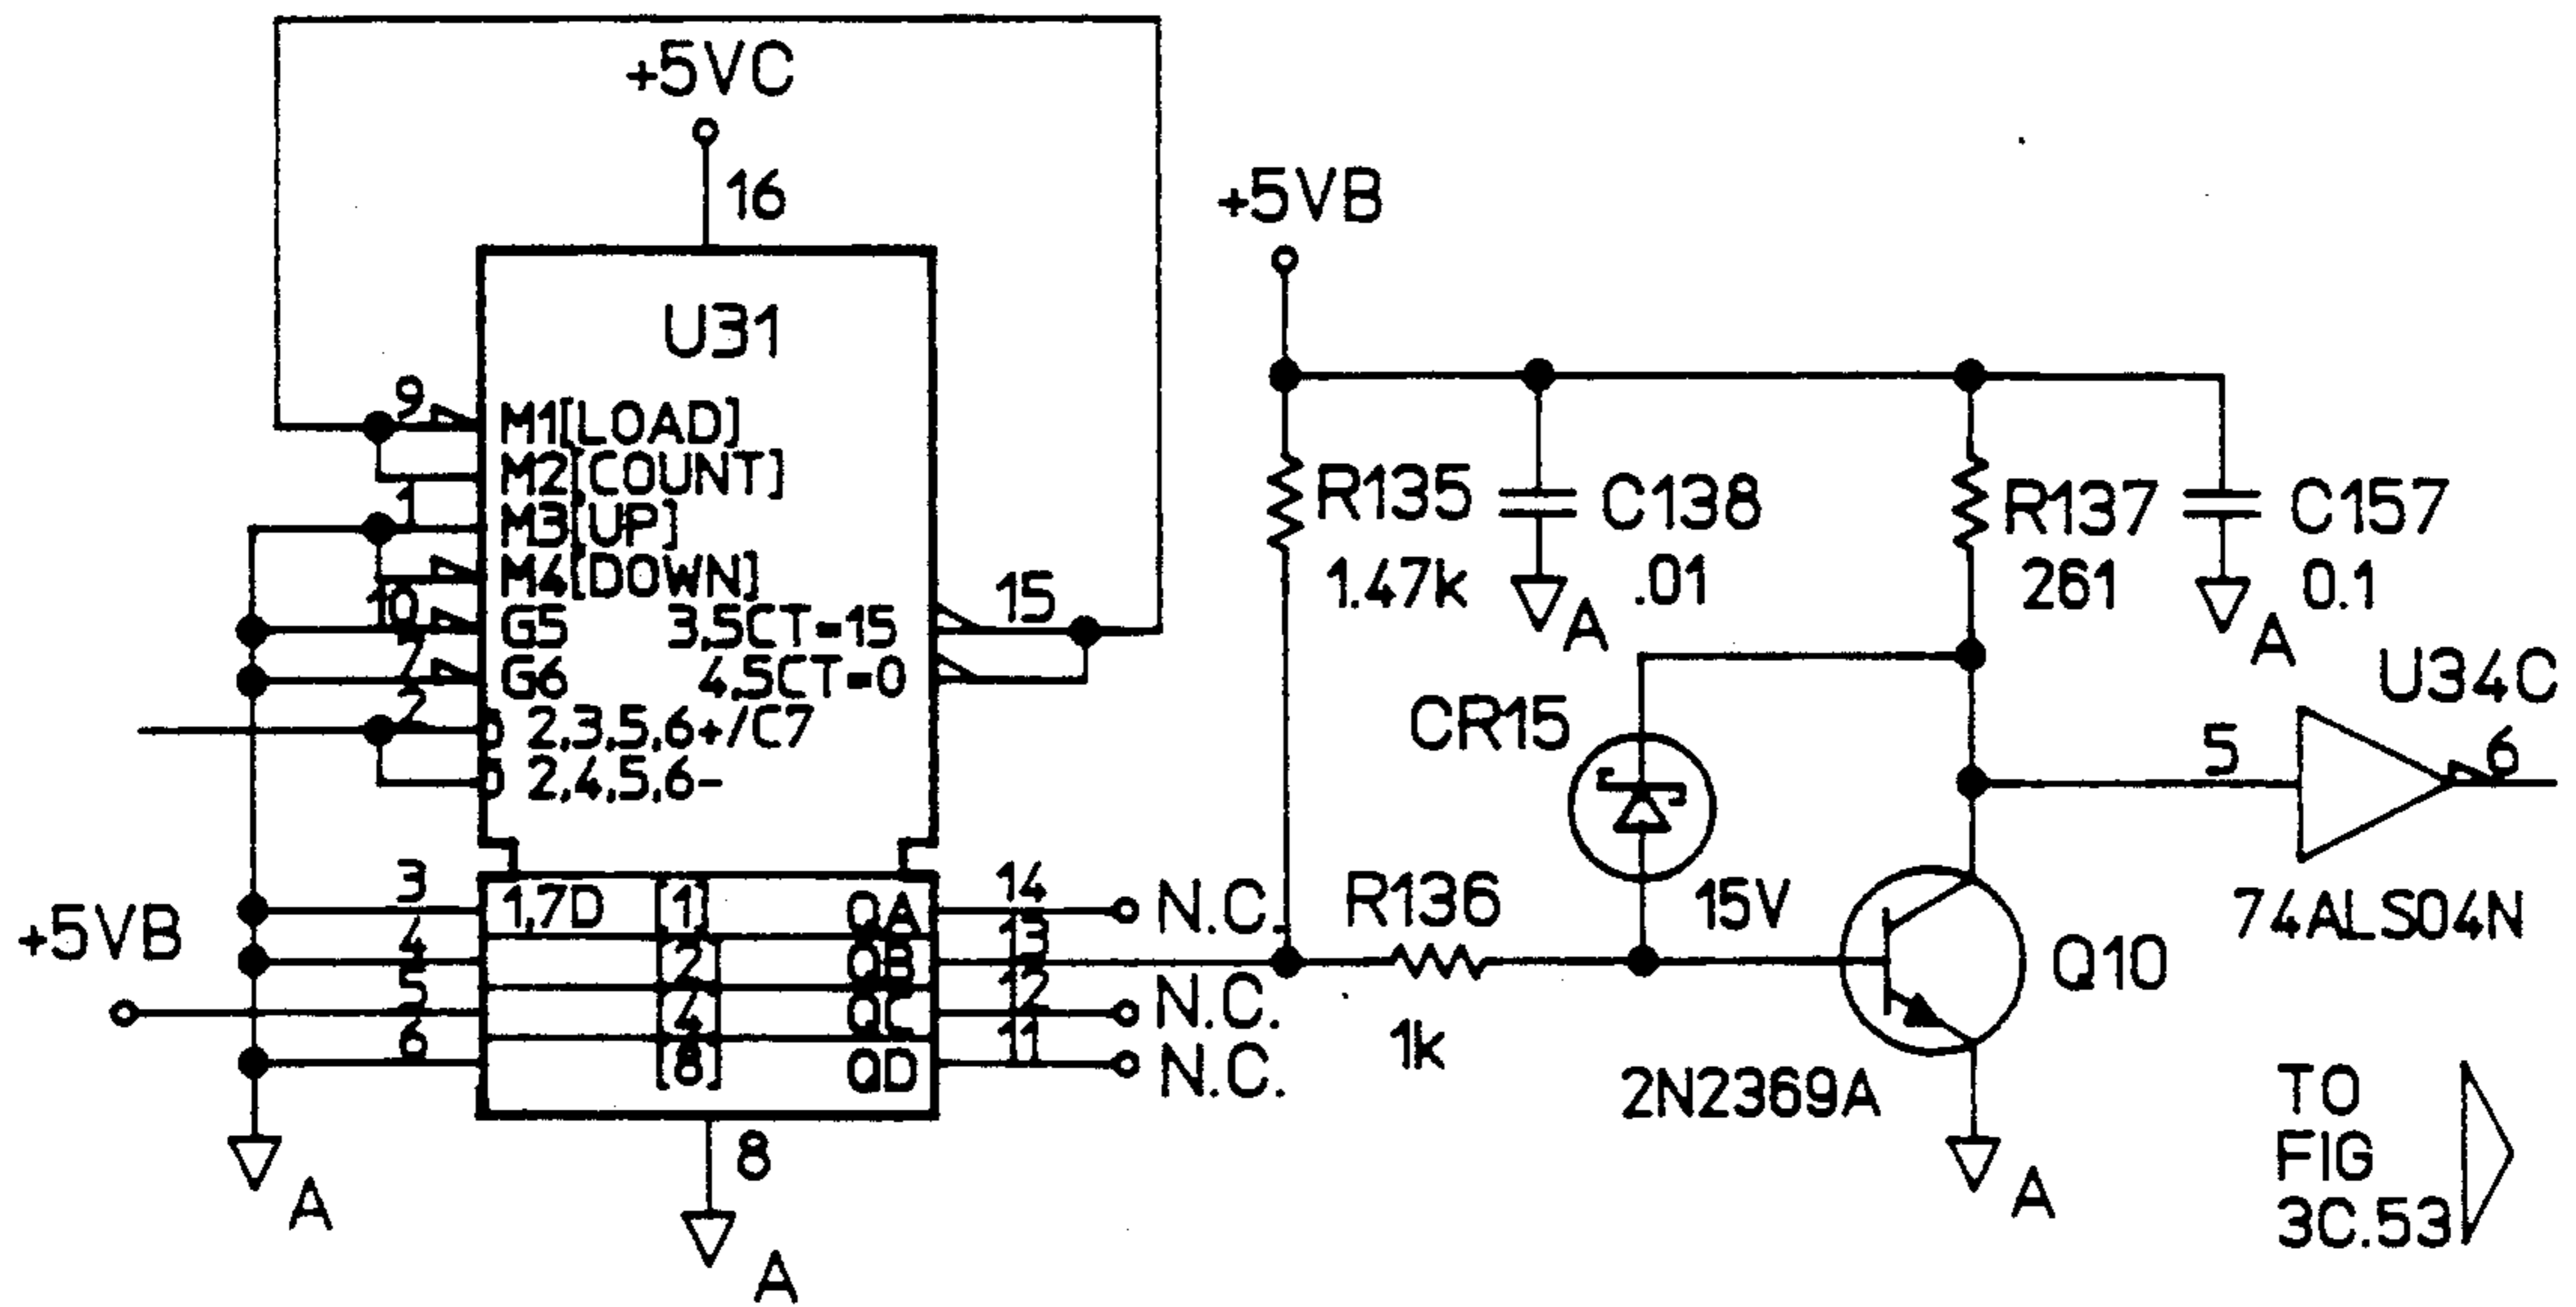 +5VC
16
+5VB
U31
9
M1[LOAD]
M2[COUNT]
1
M3[UP]
M4[DOWN]
10
G5 3,5CT=15
15
7
G6 4,5CT=0
2
2,3,5,6+/C7
2,4,5,6-
3
1,7D [1] QA
14
N.C.
+5VB
4
[2] QB
13
5
[4] QC
12
N.C.
6
[8] QD
11
N.C.
8
A
A
R135
1.47k
C138
.01
A
R137
261
C157
0.1
A
CR15
15V
U34C
5
6
74ALS04N
R136
1k
Q10
2N2369A
A
TO
FIG
3C.53